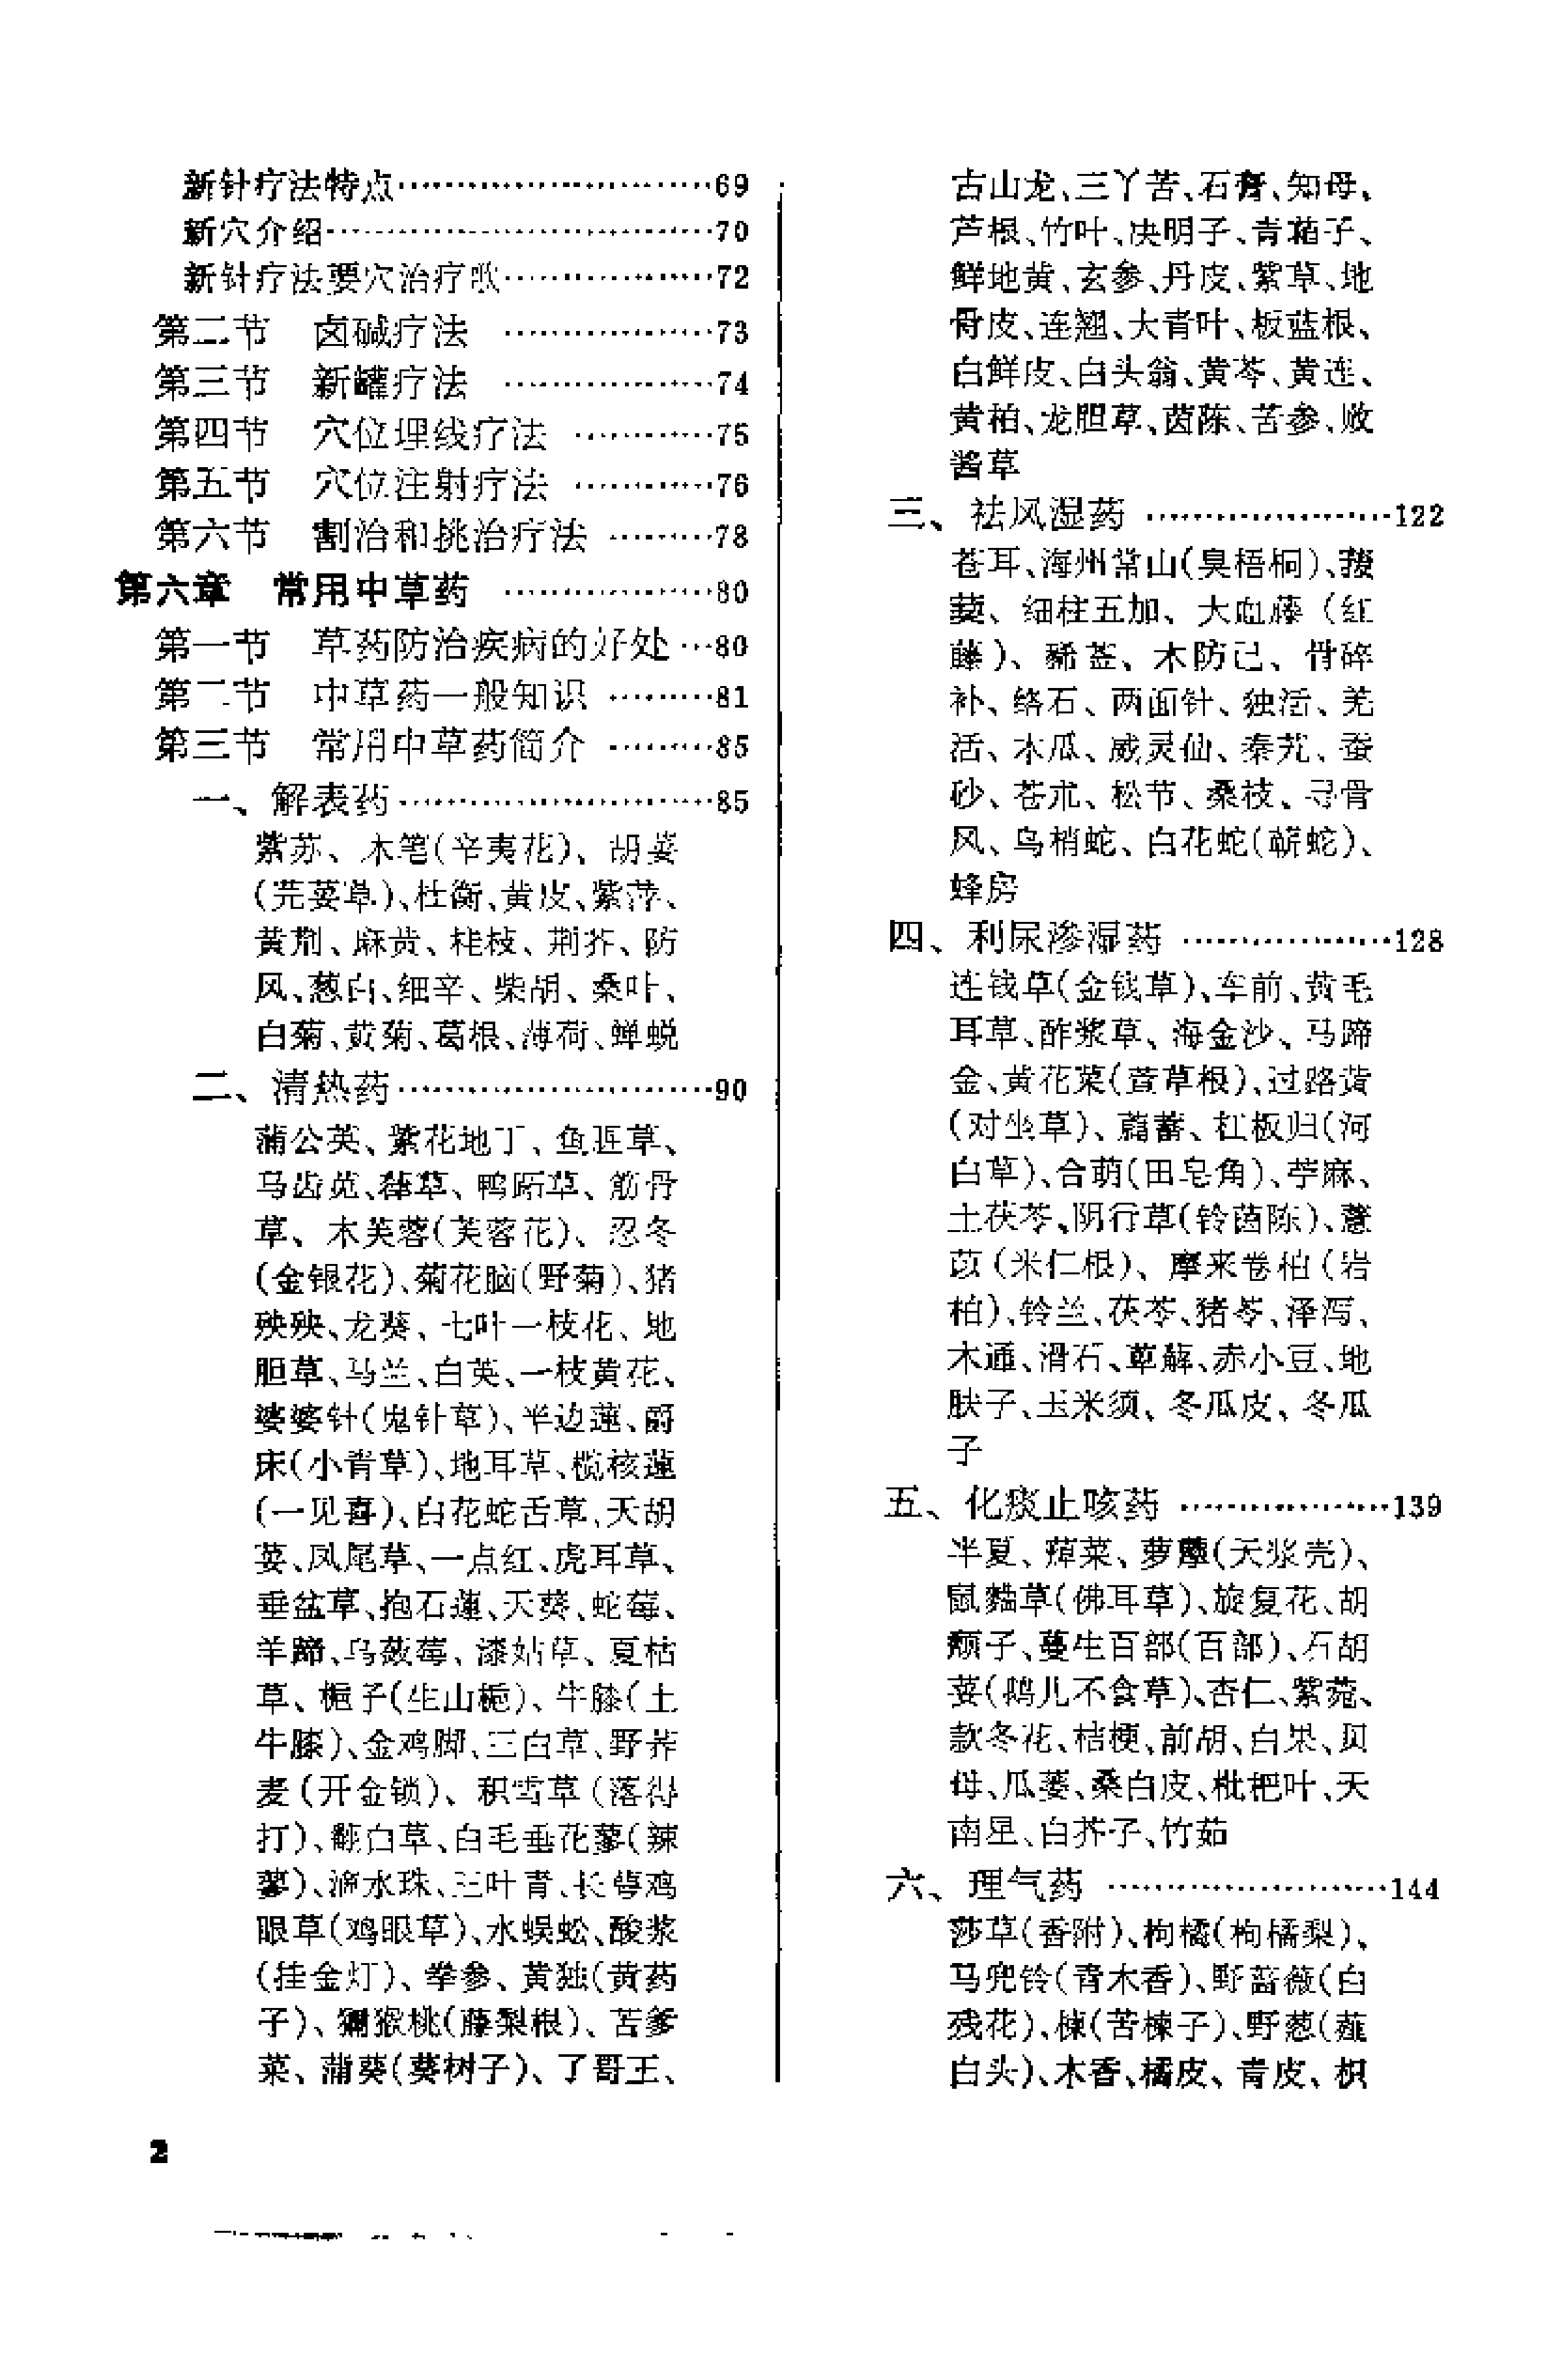 新针疗法特点……………………69
新穴介绍……………………70
新针疗法要穴治疗歌……………72
第二节　卤碱疗法 ……………73
第三节　新罐疗法 ……………74
第四节　穴位埋线疗法 ………75
第五节　穴位注射疗法 ………76
第六节　割治和挑治疗法 ………78
第六章　常用中草药 ……………80
第一节　草药防治疾病的好处…80
第二节　中草药一般知识 ………81
第三节　常用中草药简介 ………85
一、解表药……………………85
紫苏、木笔(辛夷花)、胡荽
(芫荽草)、杜衡、黄皮、紫萍、
黄荆、麻黄、桂枝、荆芥、防
风、葱白、细辛、柴胡、桑叶、
白菊、黄菊、葛根、薄荷、蝉蜕
二、清热药……………………90
蒲公英、紫花地丁、鱼腥草、
马齿苋、葎草、鸭跖草、筋骨
草、木芙蓉(芙蓉花)、忍冬
(金银花)、菊花脑(野菊)、猪
殃殃、龙葵、七叶一枝花、地
胆草、马兰、白英、一枝黄花、
婆婆针(鬼针草)、半边莲、爵
床(小青草)、地耳草、榄核莲
(一见喜)、白花蛇舌草、天胡
荽、凤尾草、一点红、虎耳草、
垂盆草、抱石莲、天葵、蛇莓、
羊蹄、乌蔹莓、漆姑草、夏枯
草、栀子(生山栀)、牛膝(土
牛膝)、金鸡脚、三白草、野荞
麦(开金锁)、积雪草(落得
打)、翻白草、白毛垂花蓼(辣
蓼)、滴水珠、三叶青、长萼鸡
眼草(鸡眼草)、水蜈蚣、酸浆
(挂金灯)、拳参、黄独(黄药
子)、猕猴桃(藤梨根)、苦爹
菜、蒲葵(葵树子)、了哥王、
2
古山龙、三丫苦、石膏、知母、
芦根、竹叶、决明子、青葙子、
鲜地黄、玄参、丹皮、紫草、地
骨皮、连翘、大青叶、板蓝根、
白鲜皮、白头翁、黄芩、黄连、
黄柏、龙胆草、茵陈、苦参、败
酱草
三、祛风湿药 ………………122
苍耳、海州常山(臭梧桐)、菝
葜、细柱五加、大血藤（红
藤）、豨莶、木防己、骨碎
补、络石、两面针、独活、羌
活、木瓜、威灵仙、秦艽、蚕
砂、苍术、松节、桑枝、寻骨
风、乌梢蛇、白花蛇(蕲蛇)、
蜂房
四、利尿渗湿药 ……………128
连钱草(金钱草)、车前、黄毛
耳草、酢浆草、海金沙、马蹄
金、黄花菜(萱草根)、过路黄
(对坐草)、萹蓄、杠板归(河
白草)、合萌(田皂角)、苧麻、
土茯苓、阴行草(铃茵陈)、薏
苡(米仁根)、摩来卷柏(岩
柏)、铃兰、茯苓、猪苓、泽泻、
木通、滑石、萆薢、赤小豆、地
肤子、玉米须、冬瓜皮、冬瓜
子
五、化痰止咳药 ……………139
半夏、蔊菜、萝藦(天浆壳)、
鼠麴草(佛耳草)、旋复花、胡
颓子、蔓生百部(百部)、石胡
荽(鹅儿不食草)、杏仁、紫菀、
款冬花、桔梗、前胡、白果、贝
母、瓜蒌、桑白皮、枇杷叶、天
南星、白芥子、竹茹
六、理气药 …………………144
莎草(香附)、枸橘(枸橘梨)、
马兜铃(青木香)、野蔷薇(白
残花)、楝(苦楝子)、野葱(薤
白头)、木香、橘皮、青皮、枳